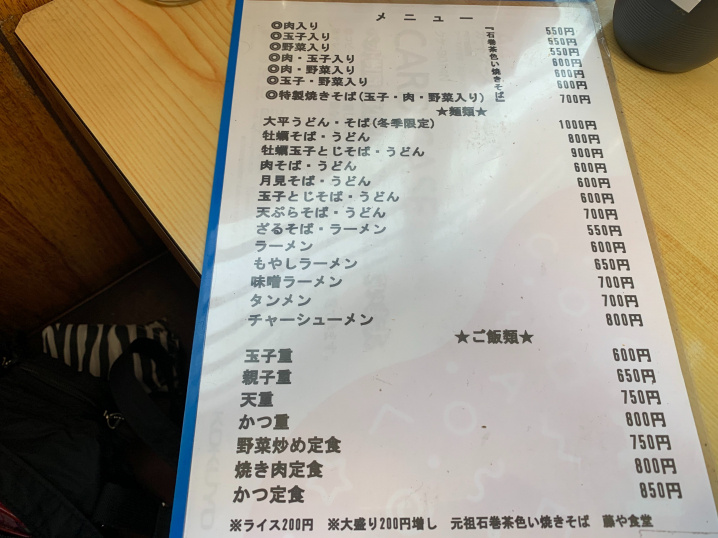 メニュー
『石巻茶色い焼きそば』
◎肉入り 550円
◎玉子入り 550円
◎野菜入り 550円
◎肉・玉子入り 600円
◎肉・野菜入り 600円
◎玉子・野菜入り 600円
◎特製焼きそば(玉子・肉・野菜入り) 700円
★麺類★
大平うどん・そば(冬季限定) 1000円
牡蠣そば・うどん 800円
牡蠣玉子とじそば・うどん 900円
肉そば・うどん 600円
月見そば・うどん 600円
玉子とじそば・うどん 600円
天ぷらそば・うどん 700円
ざるそば・ラーメン 550円
ラーメン 600円
もやしラーメン 650円
味噌ラーメン 700円
タンメン 700円
チャーシューメン 800円
★ご飯類★
玉子重 600円
親子重 650円
天重 750円
かつ重 800円
野菜炒め定食 750円
焼き肉定食 800円
かつ定食 850円
※ライス200円 ※大盛り200円増し 元祖石巻茶色い焼きそば 藤や食堂